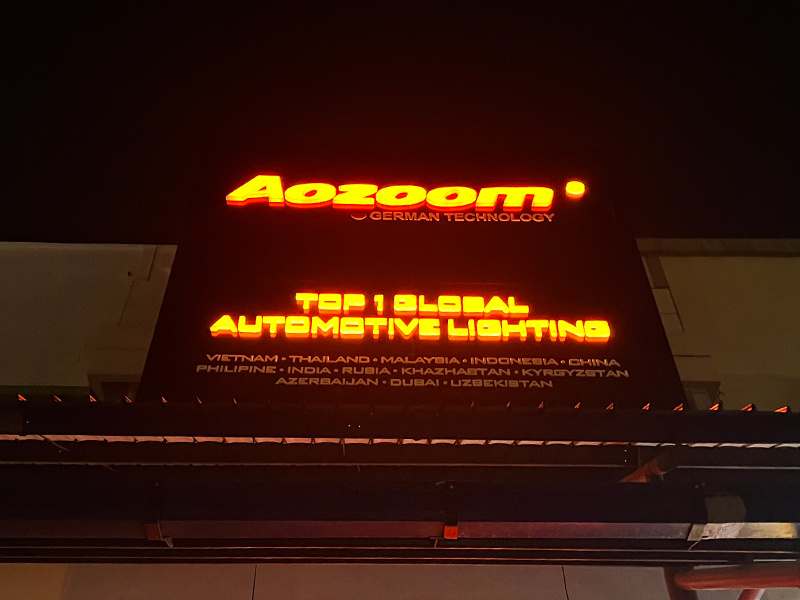 Aozoom
GERMAN TECHNOLOGY
TOP 1 GLOBAL
AUTOMOTIVE LIGHTING
VIETNAM • THAILAND • MALAYSIA • INDONESIA • CHINA
PHILIPINE • INDIA • RUSIA • KHAZHASTAN • KYRGYZSTAN
AZERBAIJAN • DUBAI • UZBEKISTAN